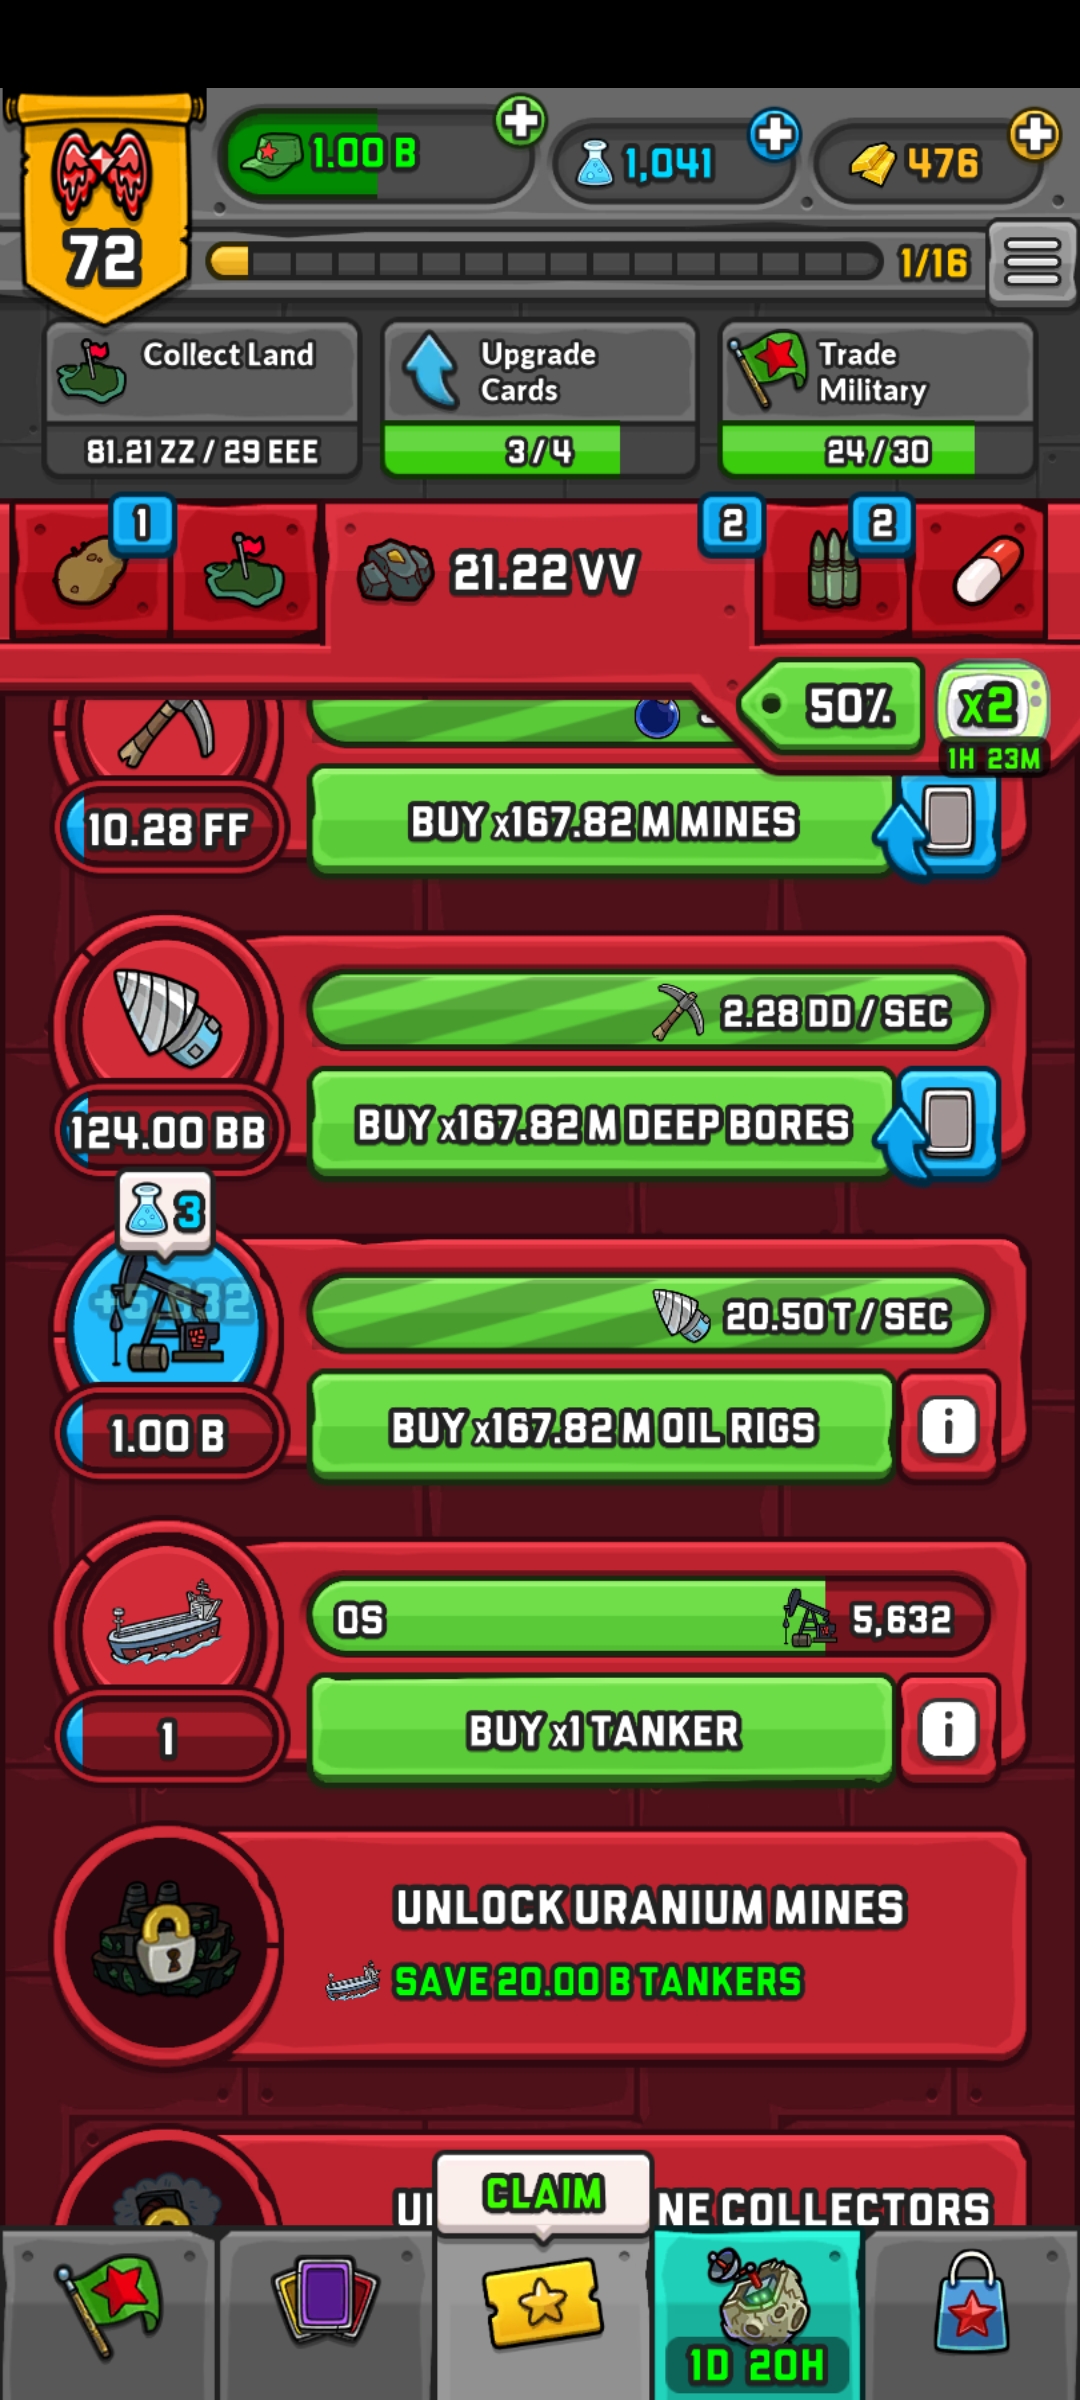 1.00 B
1,041
476
72
1/16
Collect Land
81.21 ZZ / 29 EEE
Upgrade
Cards
3/4
Trade
Military
24/30
1
21.22 VV
2
2
50%
x2
1H 23M
10.28 FF
BUY x167.82 M MINES
2.28 DD / SEC
124.00 BB
BUY x167.82 M DEEP BORES
3
+5,632
20.50 T / SEC
1.00 B
BUY x167.82 M OIL RIGS
i
0S
5,632
1
BUY x1 TANKER
i
UNLOCK URANIUM MINES
SAVE 20.00 B TANKERS
NE COLLECTORS
CLAIM
1D 20H